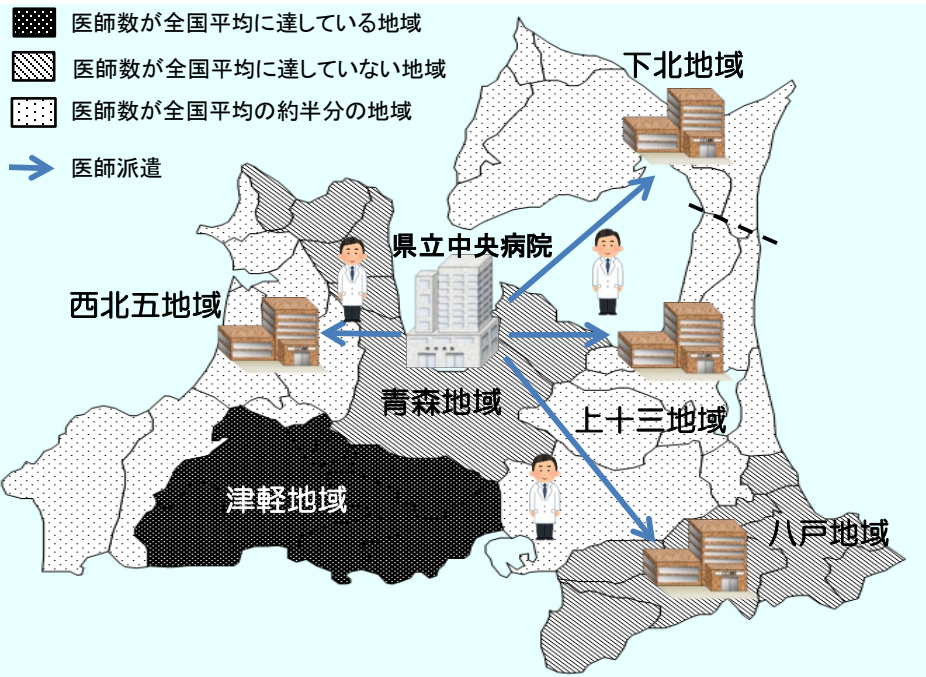 医師数が全国平均に達している地域
医師数が全国平均に達していない地域
医師数が全国平均の約半分の地域
医師派遣
下北地域
県立中央病院
西北五地域
青森地域
上十三地域
津軽地域
八戸地域